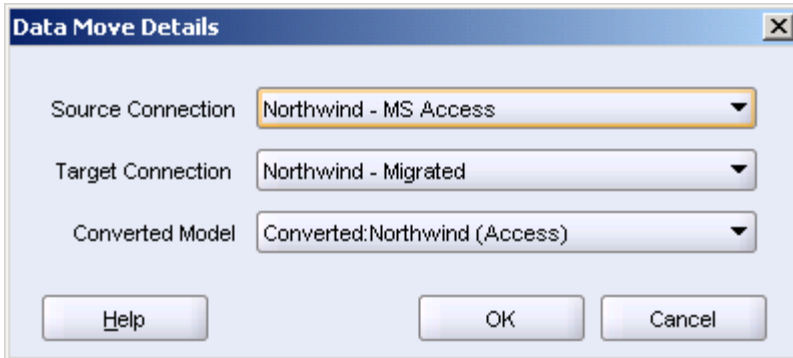 Data Move Details
Source Connection Northwind - MS Access
Target Connection Northwind - Migrated
Converted Model Converted:Northwind (Access)
Help OK Cancel